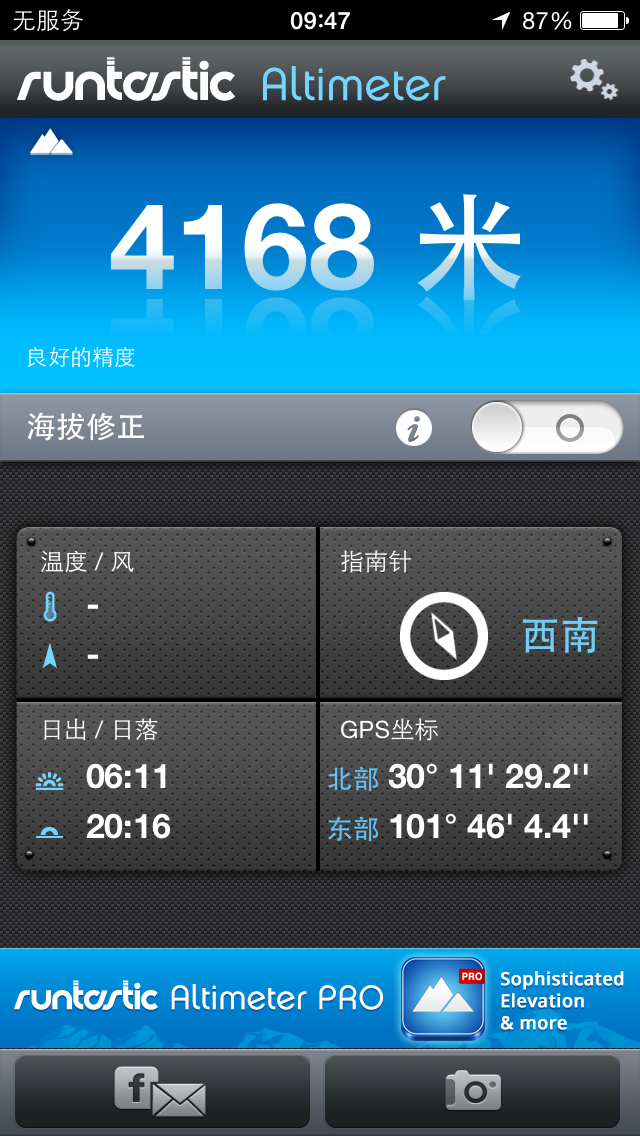 无服务 09:47 87%
runtastic Altimeter
4168 米
良好的精度
海拔修正 i
温度 / 风
-
-
指南针
西南
日出 / 日落
06:11
20:16
GPS坐标
北部 30° 11' 29.2''
东部 101° 46' 4.4''
runtastic Altimeter PRO
PRO
Sophisticated
Elevation
& more
f